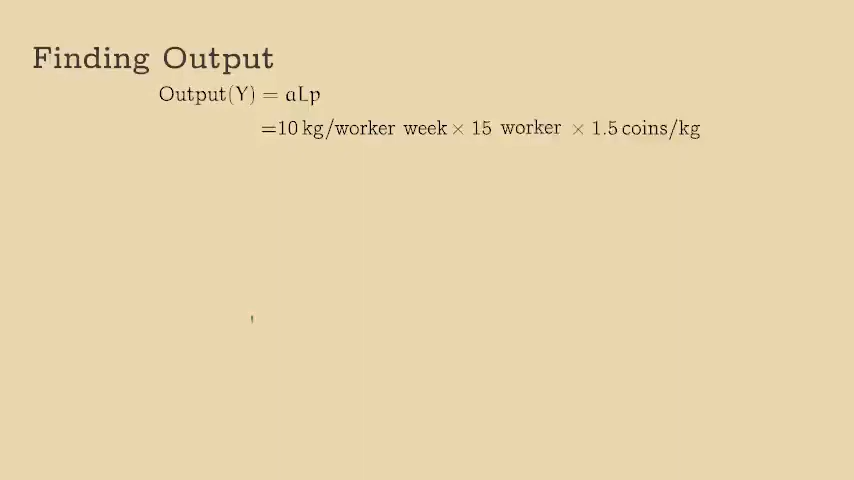 Finding Output
Output(Y) = aLp
=10 kg/worker week × 15 worker × 1.5 coins/kg